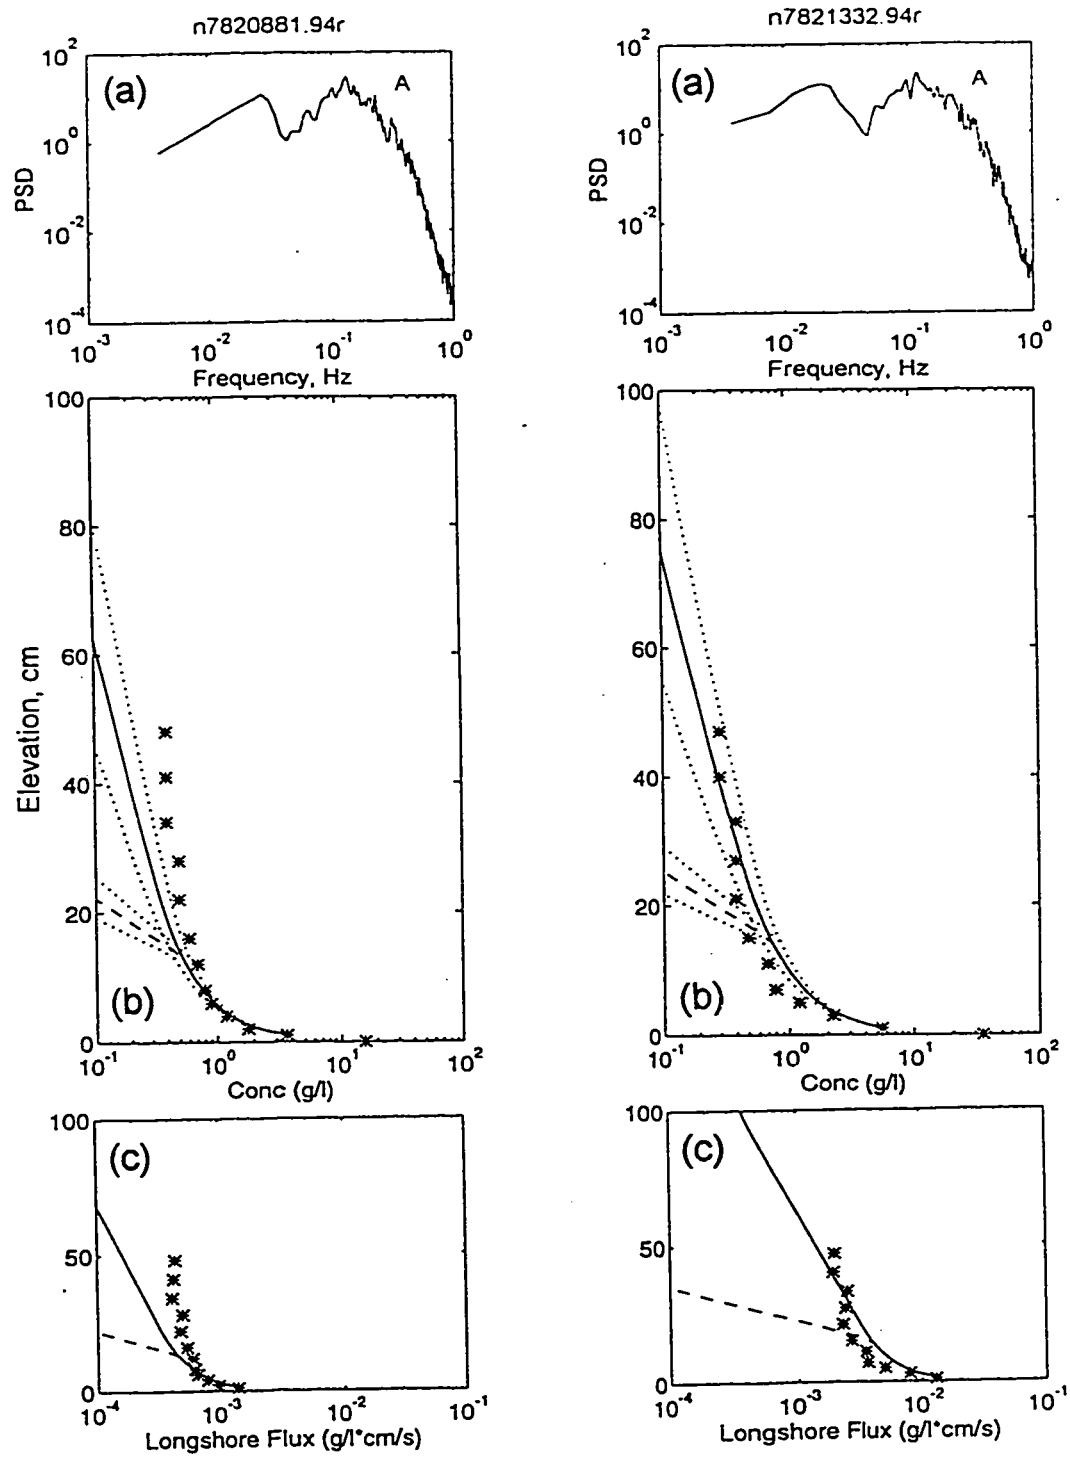 n7820881.94r
(a)
A
PSD
10^2
10^0
10^-2
10^-4
10^-3 10^-2 10^-1 10^0
Frequency, Hz
Elevation, cm
100
80
60
40
20
0
(b)
10^-1 10^0 10^1 10^2
Conc (g/l)
100
50
0
(c)
10^-4 10^-3 10^-2 10^-1
Longshore Flux (g/l*cm/s)
n7821332.94r
(a)
A
PSD
10^2
10^0
10^-2
10^-4
10^-3 10^-2 10^-1 10^0
Frequency, Hz
100
80
60
40
20
0
(b)
10^-1 10^0 10^1 10^2
Conc (g/l)
100
50
0
(c)
10^-4 10^-3 10^-2 10^-1
Longshore Flux (g/l*cm/s)